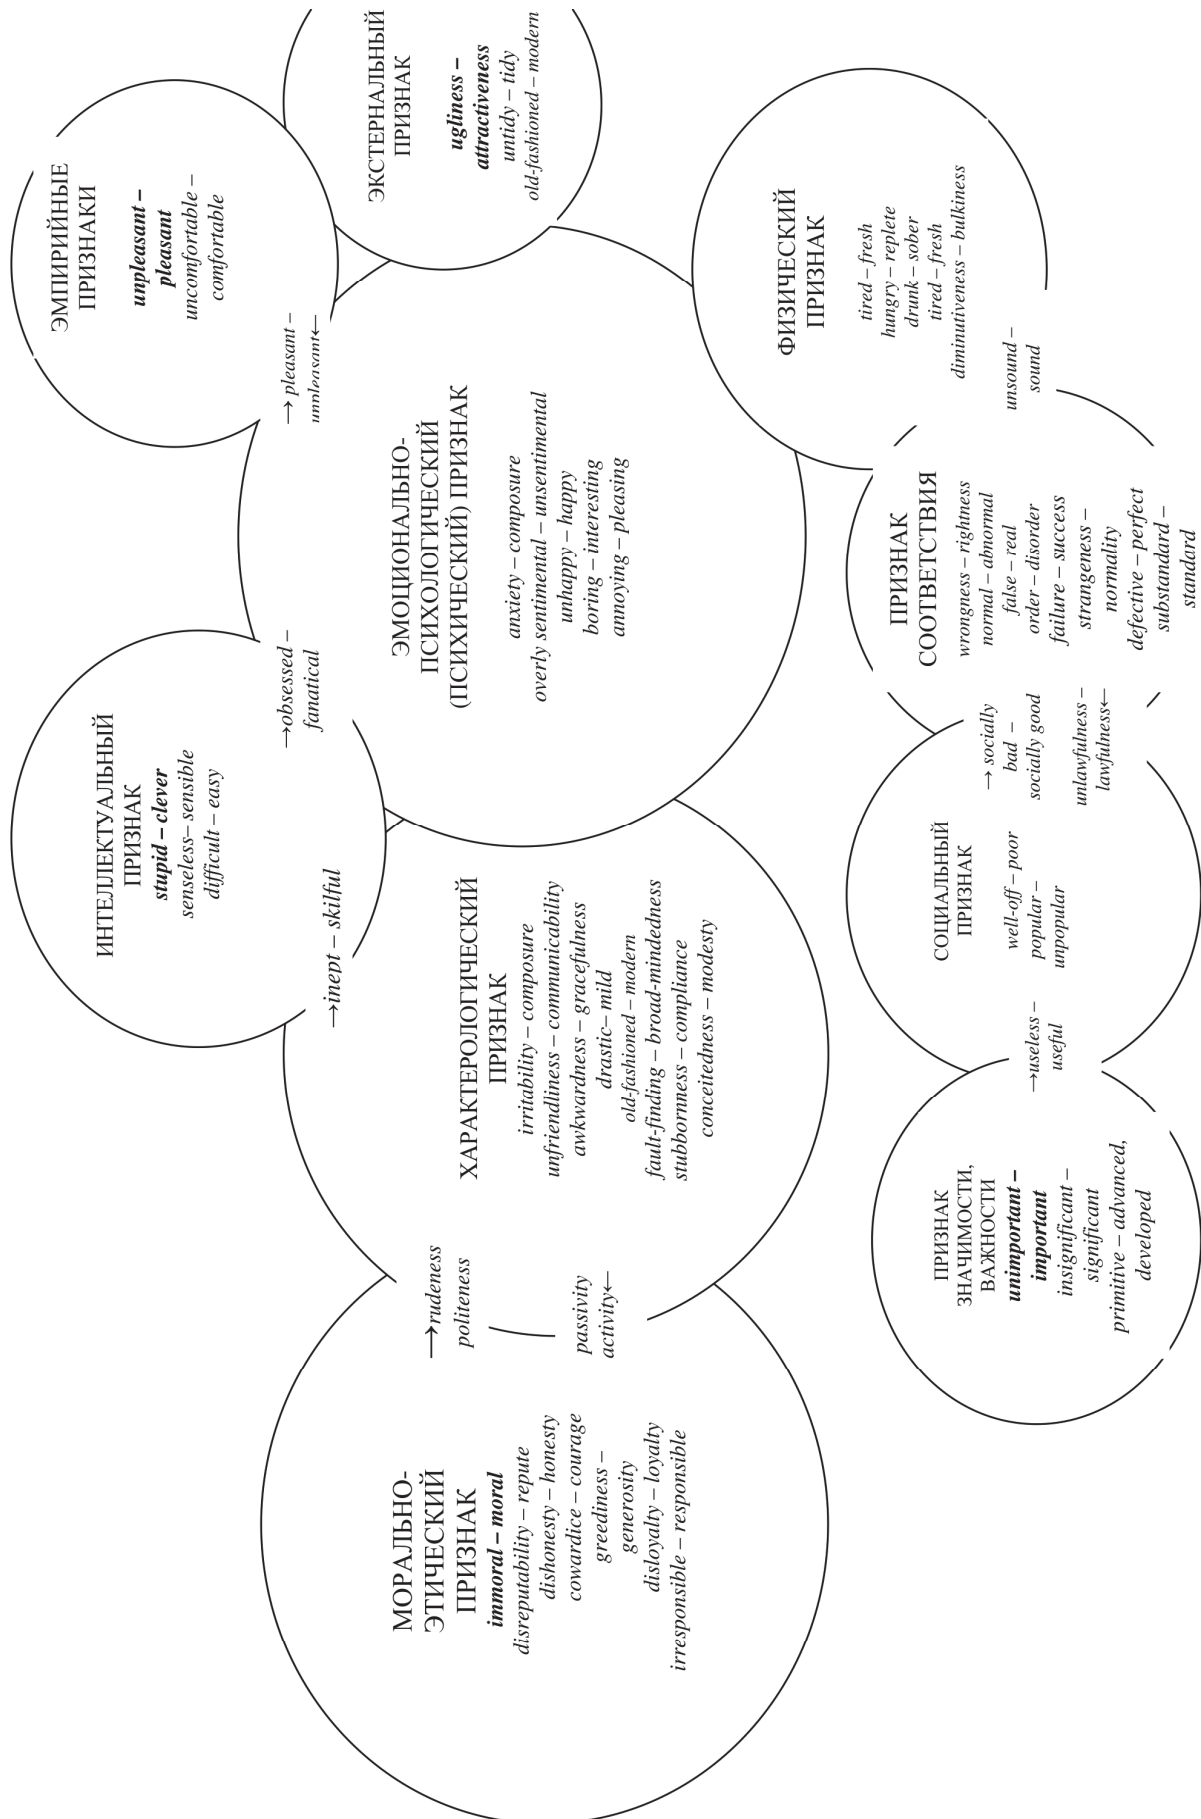 ИНТЕЛЛЕКТУАЛЬНЫЙ
ПРИЗНАК
stupid – clever
senseless– sensible
difficult – easy
→inept – skilful
→obsessed –
fanatical
ЭМПИРИЙНЫЕ
ПРИЗНАКИ
unpleasant –
pleasant
uncomfortable –
comfortable
→ pleasant –
unpleasant←
ЭКСТЕРНАЛЬНЫЙ
ПРИЗНАК
ugliness –
attractiveness
untidy – tidy
old-fashioned – modern
МОРАЛЬНО-
ЭТИЧЕСКИЙ
ПРИЗНАК
immoral – moral
disreputability – repute
dishonesty – honesty
cowardice – courage
greediness –
generosity
disloyalty – loyalty
irresponsible – responsible
→rudeness
politeness
passivity
activity←
ХАРАКТЕРОЛОГИЧЕСКИЙ
ПРИЗНАК
irritability – composure
unfriendliness – communicability
awkwardness – gracefulness
drastic– mild
old-fashioned – modern
fault-finding – broad-mindedness
stubbornness – compliance
conceitedness – modesty
ЭМОЦИОНАЛЬНО-
ПСИХОЛОГИЧЕСКИЙ
(ПСИХИЧЕСКИЙ) ПРИЗНАК
anxiety – composure
overly sentimental – unsentimental
unhappy – happy
boring – interesting
annoying – pleasing
ФИЗИЧЕСКИЙ
ПРИЗНАК
tired – fresh
hungry – replete
drunk – sober
tired – fresh
diminutiveness – bulkiness
unsound –
sound
ПРИЗНАК
ЗНАЧИМОСТИ,
ВАЖНОСТИ
unimportant –
important
insignificant –
significant
primitive – advanced,
developed
→useless –
useful
СОЦИАЛЬНЫЙ
ПРИЗНАК
well-off – poor
popular –
unpopular
→ socially
bad –
socially good
unlawfulness –
lawfulness←
ПРИЗНАК
СООТВЕТСТВИЯ
wrongness – rightness
normal – abnormal
false – real
order – disorder
failure – success
strangeness –
normality
defective – perfect
substandard –
standard